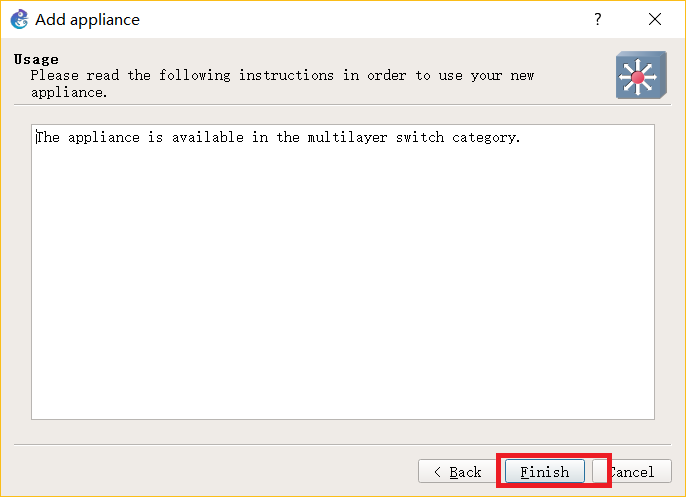 Add appliance
?
Usage
Please read the following instructions in order to use your new
appliance.
The appliance is available in the multilayer switch category.
< Back
Finish
Cancel